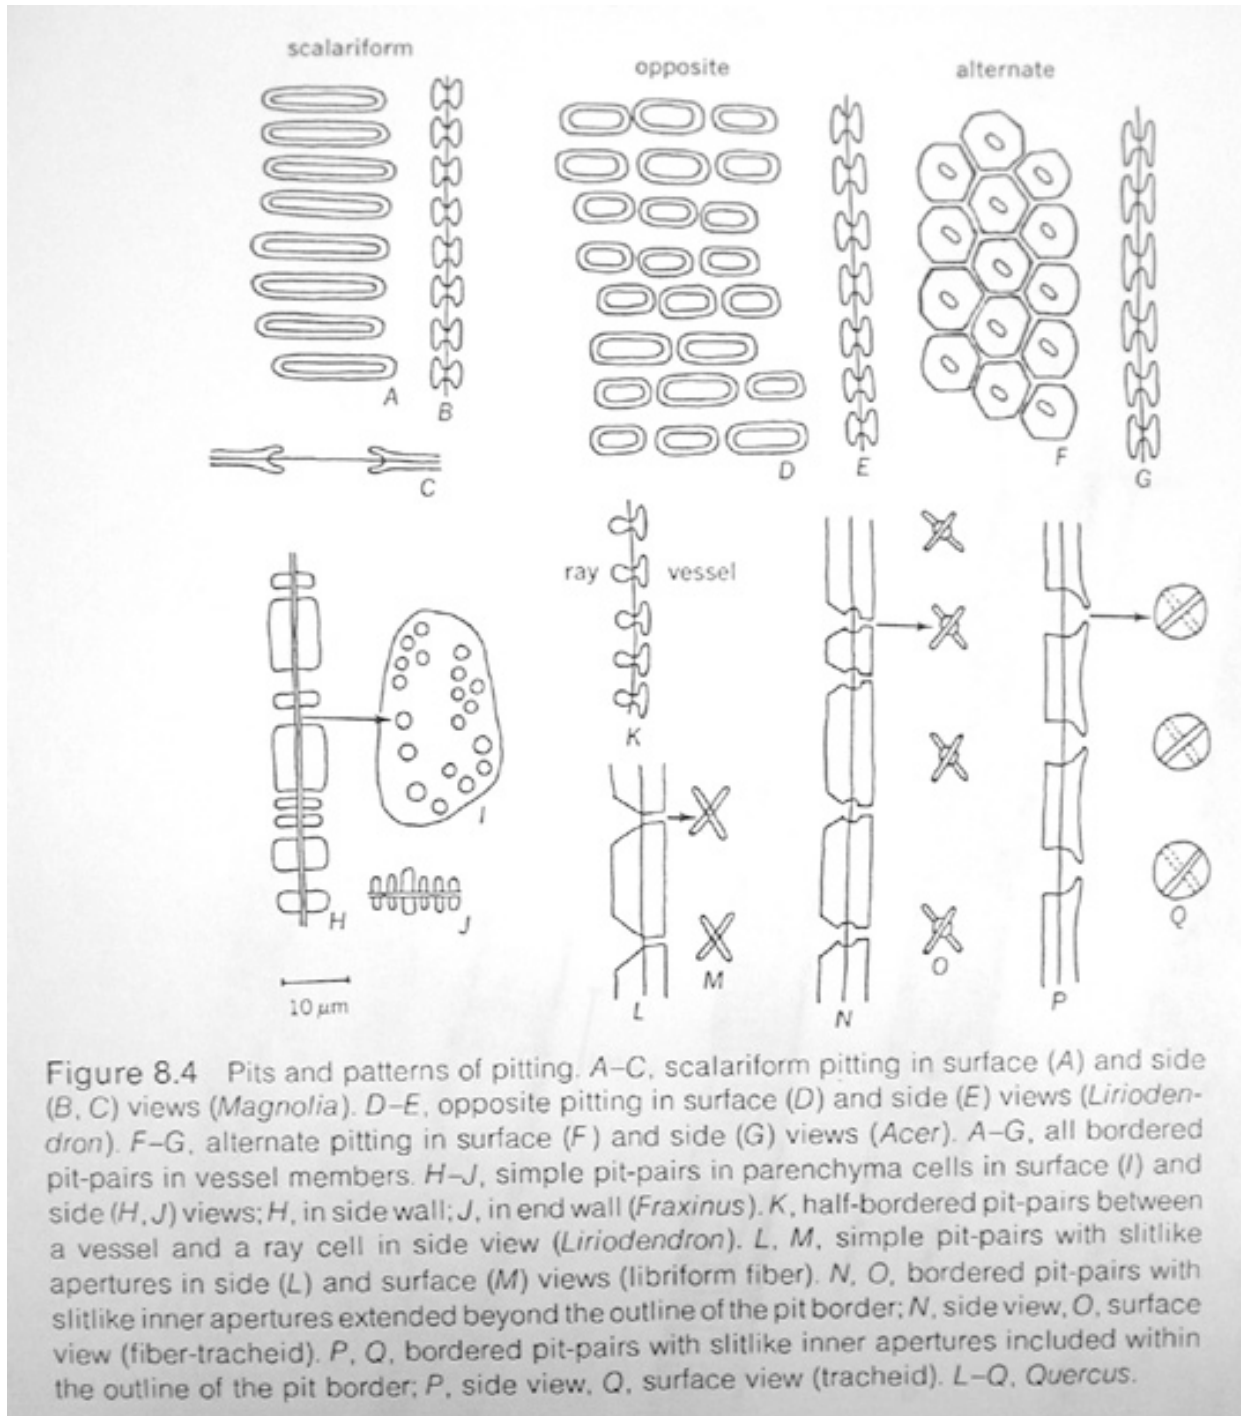 scalariform
opposite
alternate
A
B
C
D
E
F
G
ray
vessel
K
H
I
J
10 μm
L
M
N
O
P
Q
Figure 8.4 Pits and patterns of pitting. A–C, scalariform pitting in surface (A) and side
(B, C) views (Magnolia). D–E, opposite pitting in surface (D) and side (E) views (Lirioden-
dron). F–G, alternate pitting in surface (F) and side (G) views (Acer). A–G, all bordered
pit-pairs in vessel members. H–J, simple pit-pairs in parenchyma cells in surface (I) and
side (H, J) views; H, in side wall; J, in end wall (Fraxinus). K, half-bordered pit-pairs between
a vessel and a ray cell in side view (Liriodendron). L, M, simple pit-pairs with slitlike
apertures in side (L) and surface (M) views (libriform fiber). N, O, bordered pit-pairs with
slitlike inner apertures extended beyond the outline of the pit border; N, side view, O, surface
view (fiber-tracheid). P, Q, bordered pit-pairs with slitlike inner apertures included within
the outline of the pit border; P, side view, Q, surface view (tracheid). L–Q, Quercus.